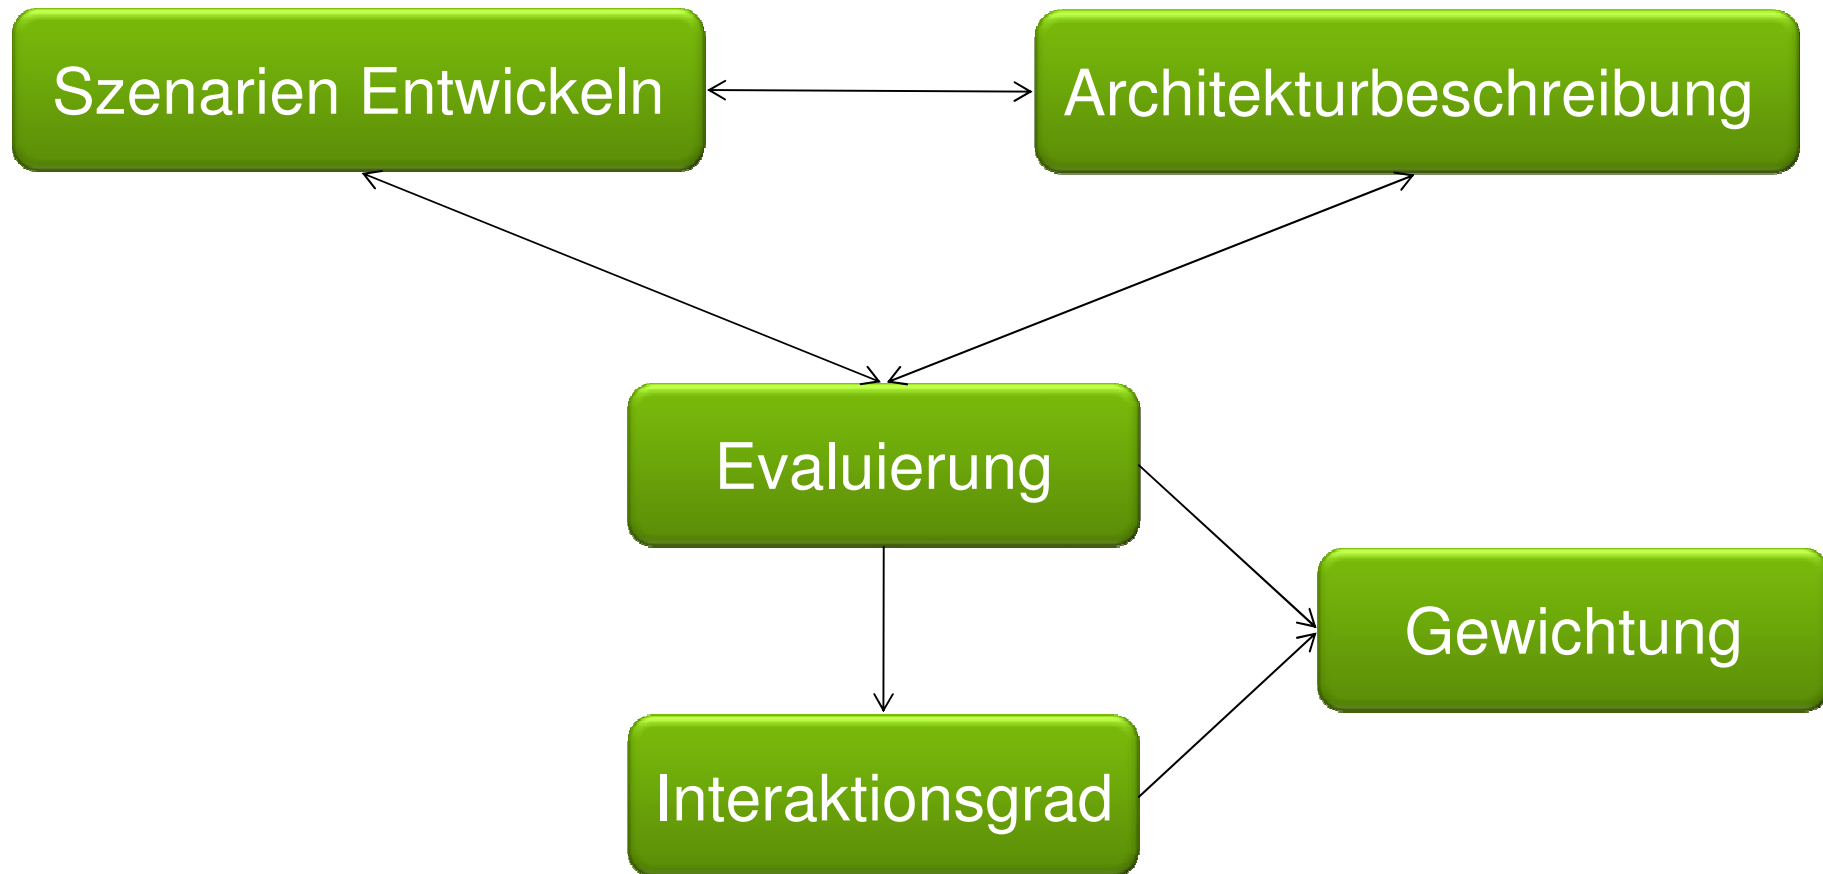 Szenarien Entwickeln
Architekturbeschreibung
Evaluierung
Gewichtung
Interaktionsgrad